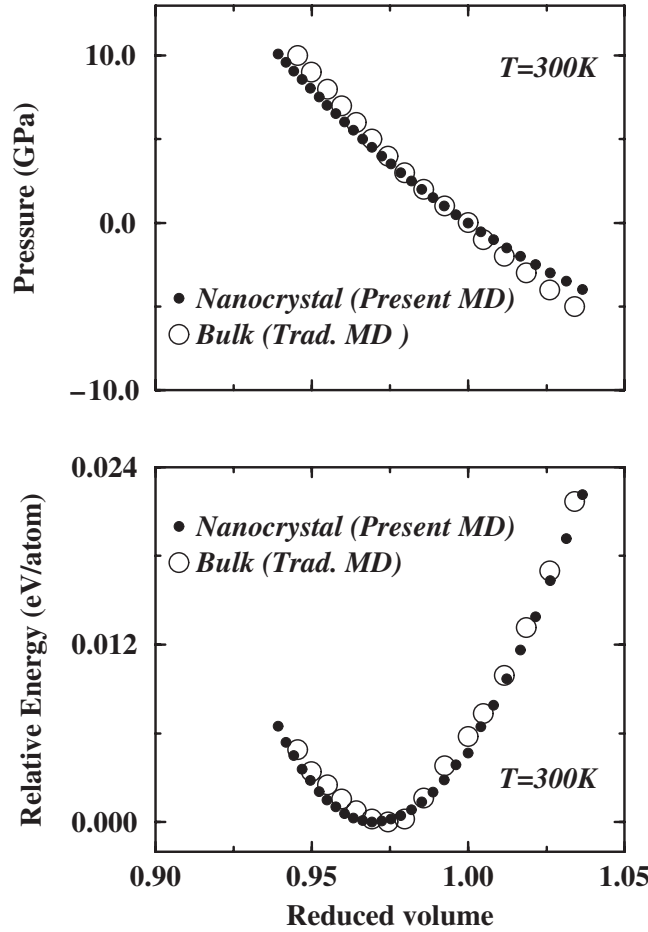 10.0
T=300K
Pressure (GPa)
0.0
Nanocrystal (Present MD)
Bulk (Trad. MD )
−10.0
0.024
Nanocrystal (Present MD)
Bulk (Trad. MD)
Relative Energy (eV/atom)
0.012
T=300K
0.000
0.90 0.95 1.00 1.05
Reduced volume